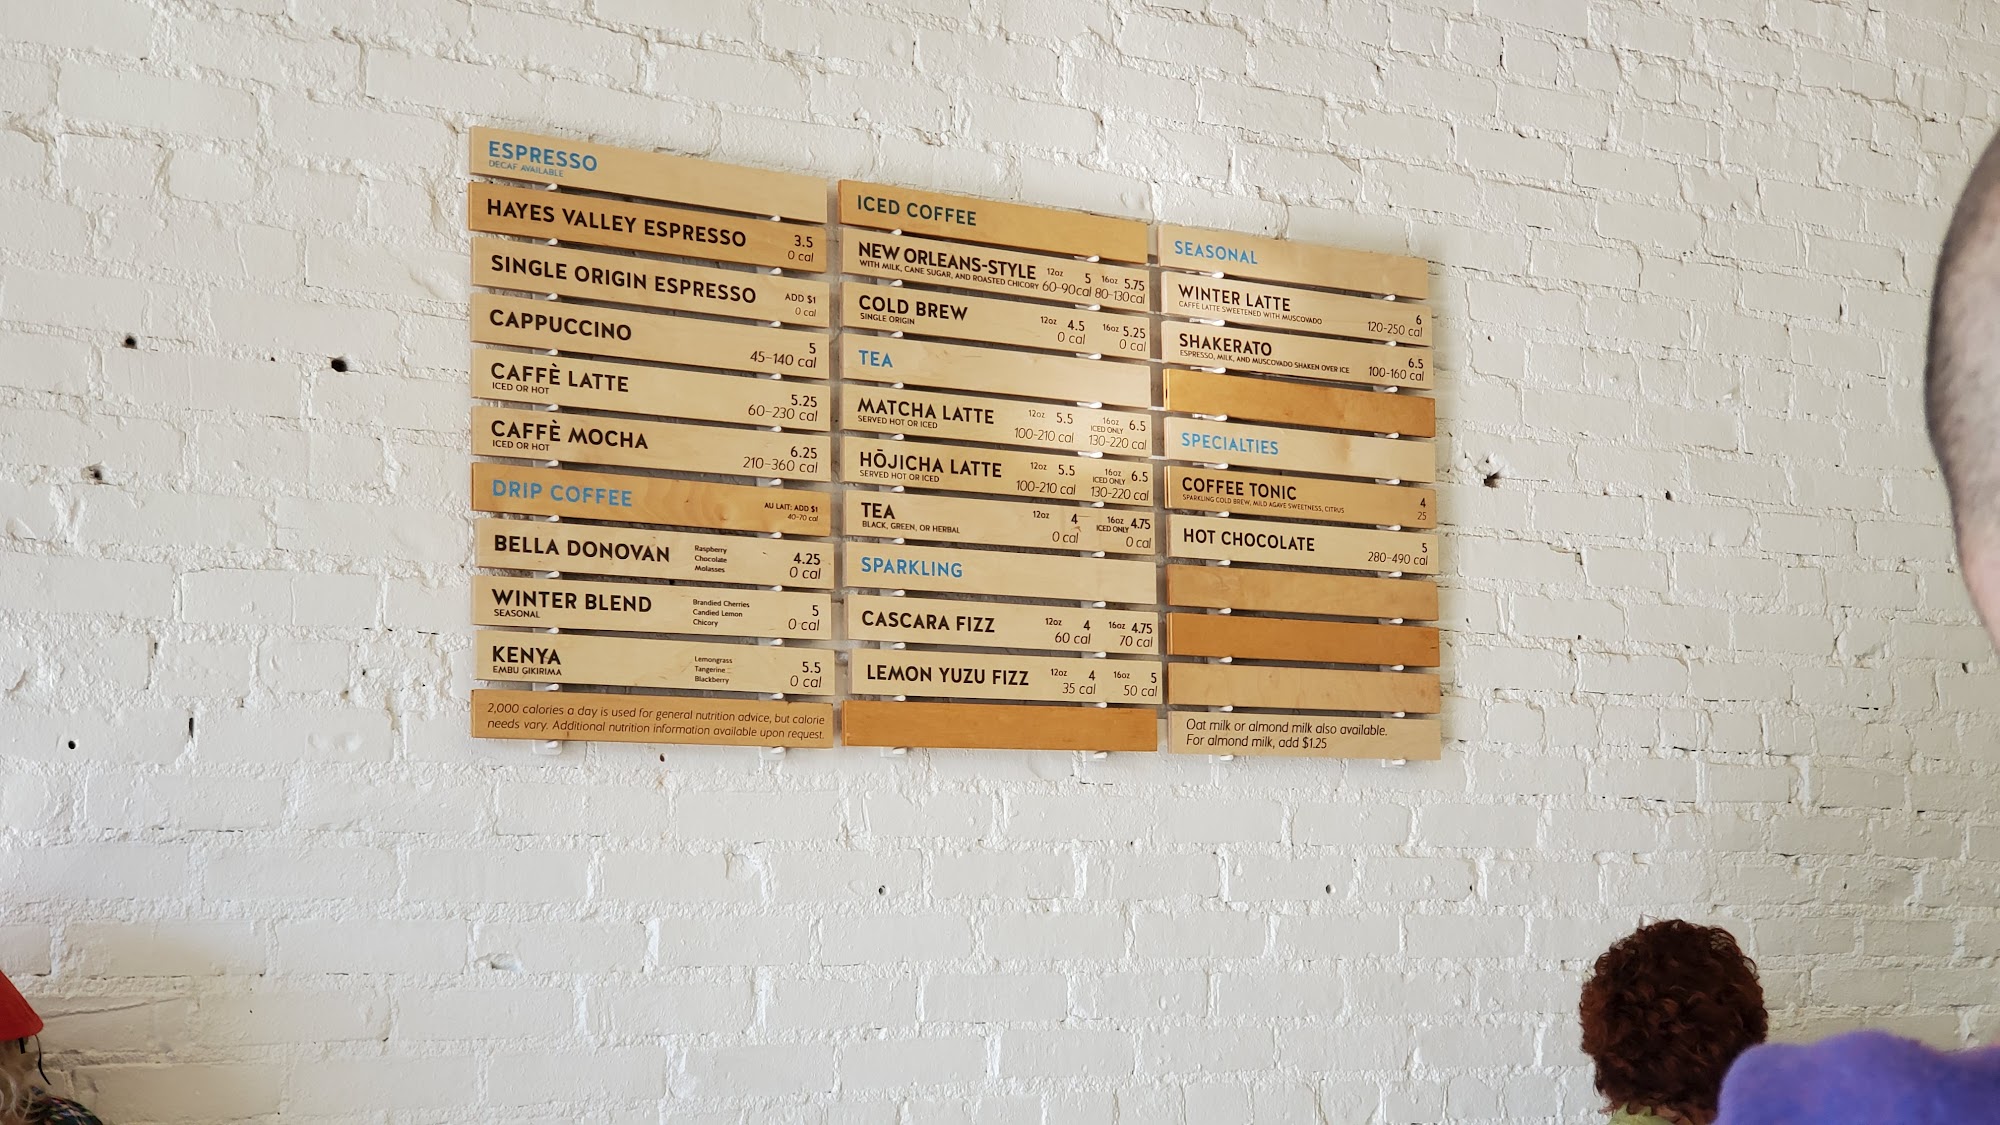 ESPRESSO
DECAF AVAILABLE
HAYES VALLEY ESPRESSO 3.5
0 cal
SINGLE ORIGIN ESPRESSO ADD $1
0 cal
CAPPUCCINO 5
45-140 cal
CAFFÈ LATTE 5.25
ICED OR HOT 60-230 cal
CAFFÈ MOCHA 6.25
ICED OR HOT 210-360 cal
DRIP COFFEE AU LAIT: ADD $1
40-70 cal
BELLA DONOVAN Raspberry Chocolate Molasses 4.25
0 cal
WINTER BLEND Brandied Cherries Candied Lemon Chicory 5
SEASONAL 0 cal
KENYA Lemongrass Tangerine Blackberry 5.5
EMBU GIKIRIMA 0 cal
2,000 calories a day is used for general nutrition advice, but calorie
needs vary. Additional nutrition information available upon request.
ICED COFFEE
NEW ORLEANS-STYLE 12oz 5 16oz 5.75
WITH MILK, CANE SUGAR, AND ROASTED CHICORY 60-90cal 80-130cal
COLD BREW 12oz 4.5 16oz 5.25
SINGLE ORIGIN 0 cal 0 cal
TEA
MATCHA LATTE 12oz 5.5 16oz ICED ONLY 6.5
SERVED HOT OR ICED 100-210 cal 130-220 cal
HŌJICHA LATTE 12oz 5.5 16oz ICED ONLY 6.5
SERVED HOT OR ICED 100-210 cal 130-220 cal
TEA 12oz 4 16oz ICED ONLY 4.75
BLACK, GREEN, OR HERBAL 0 cal 0 cal
SPARKLING
CASCARA FIZZ 12oz 4 16oz 4.75
60 cal 70 cal
LEMON YUZU FIZZ 12oz 4 16oz 5
35 cal 50 cal
SEASONAL
WINTER LATTE 6
CAFFÈ LATTE SWEETENED WITH MUSCOVADO 120-250 cal
SHAKERATO 6.5
ESPRESSO, MILK, AND MUSCOVADO SHAKEN OVER ICE 100-160 cal
SPECIALTIES
COFFEE TONIC 4
SPARKLING COLD BREW, MILD AGAVE SWEETNESS, CITRUS 25
HOT CHOCOLATE 5
280-490 cal
Oat milk or almond milk also available.
For almond milk, add $1.25